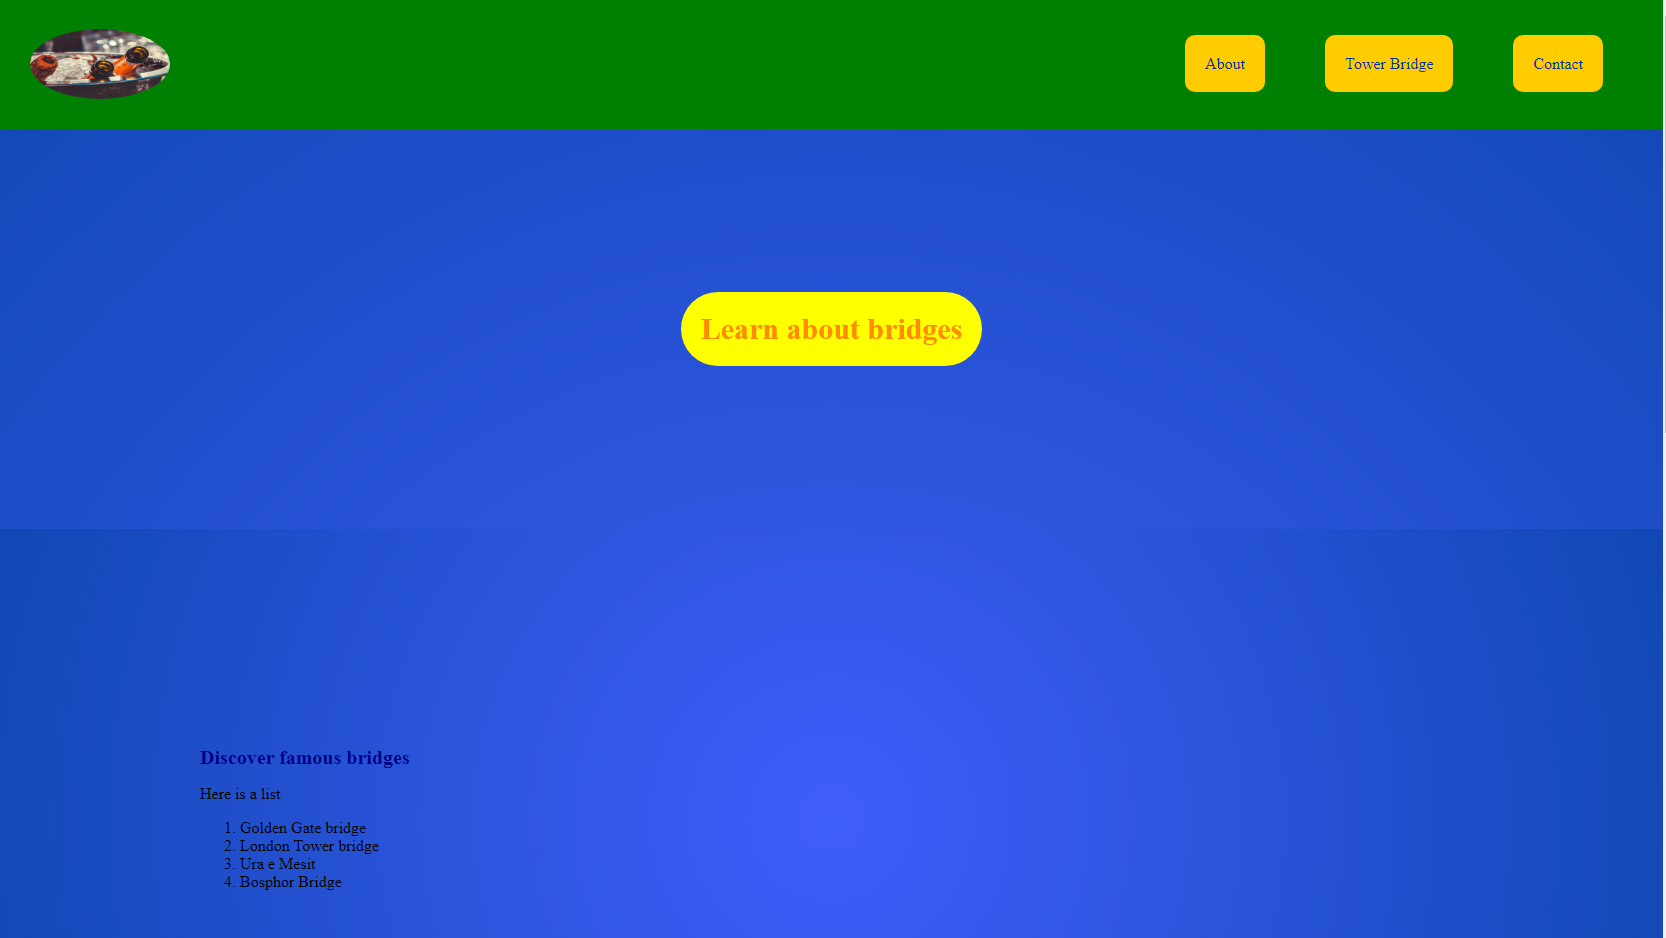 About
Tower Bridge
Contact
Learn about bridges
Discover famous bridges
Here is a list
1. Golden Gate bridge
2. London Tower bridge
3. Ura e Mesit
4. Bosphor Bridge